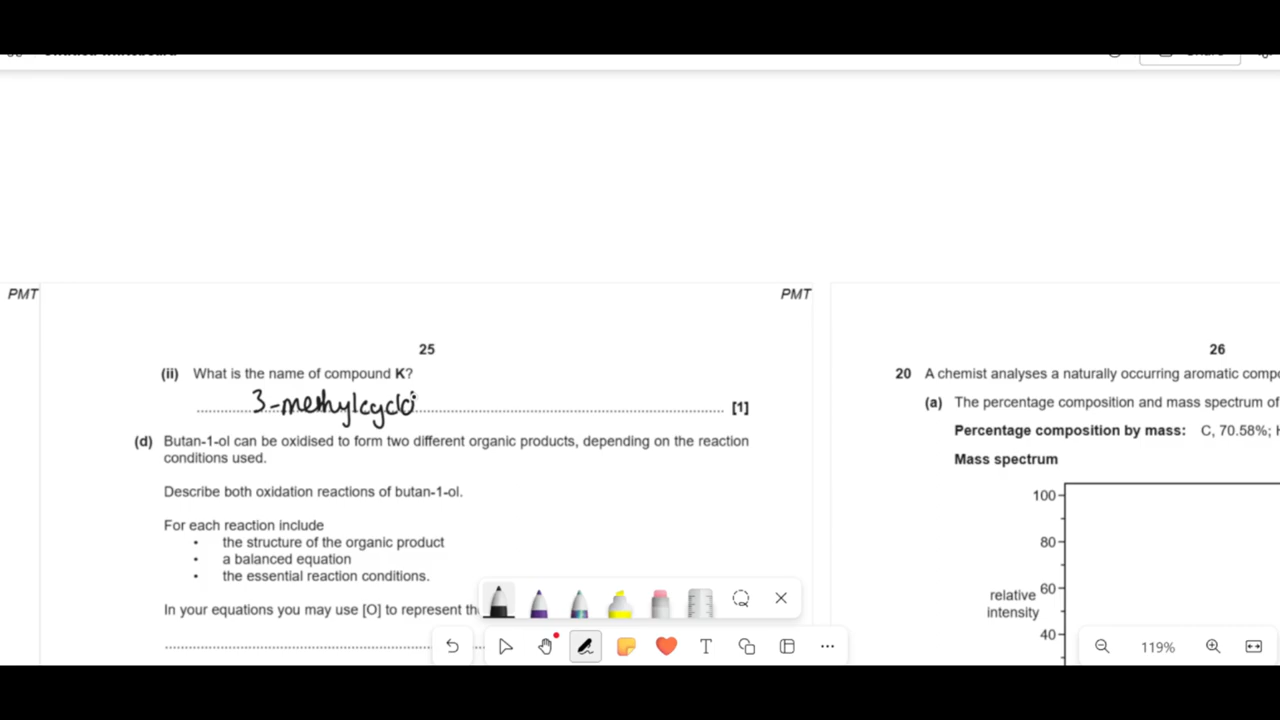 PMT
PMT
25
(ii) What is the name of compound K?
3-methylcyclo
[1]
(d) Butan-1-ol can be oxidised to form two different organic products, depending on the reaction
conditions used.
Describe both oxidation reactions of butan-1-ol.
For each reaction include
• the structure of the organic product
• a balanced equation
• the essential reaction conditions.
In your equations you may use [O] to represent
26
20 A chemist analyses a naturally occurring aromatic
(a) The percentage composition and mass spectrum of
Percentage composition by mass: C, 70.58%;
Mass spectrum
100
80
relative 60
intensity
40
119%